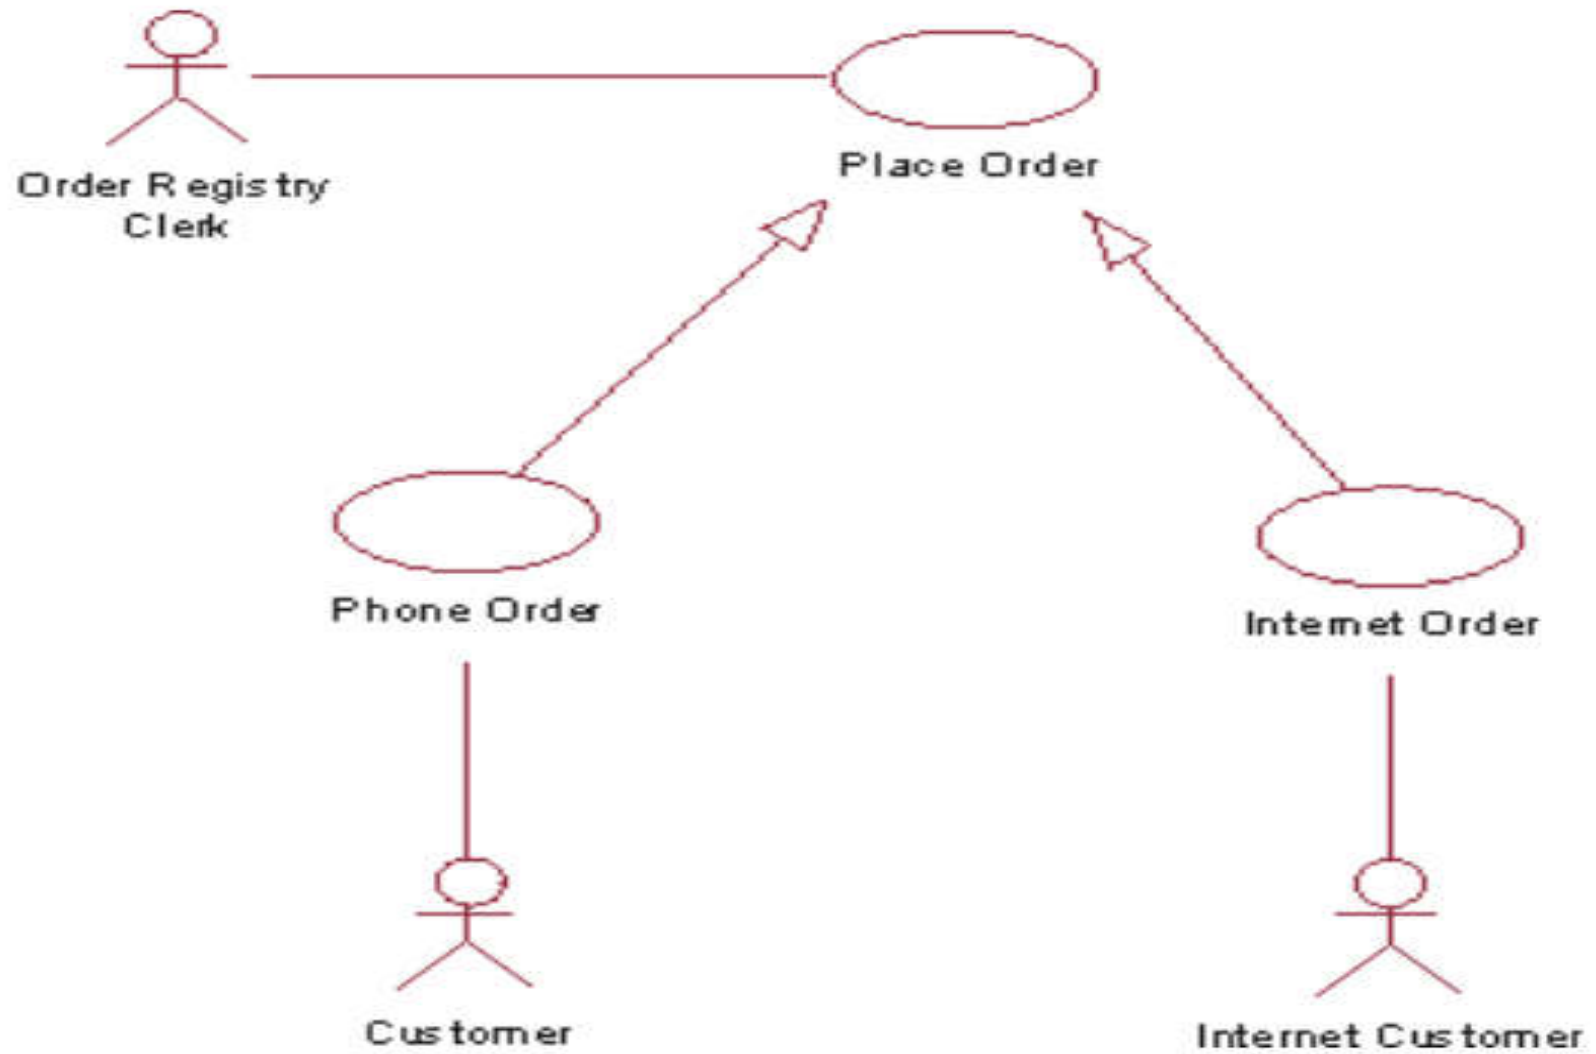 Place Order
Order Registry
Clerk
Phone Order
Internet Order
Customer
Internet Customer